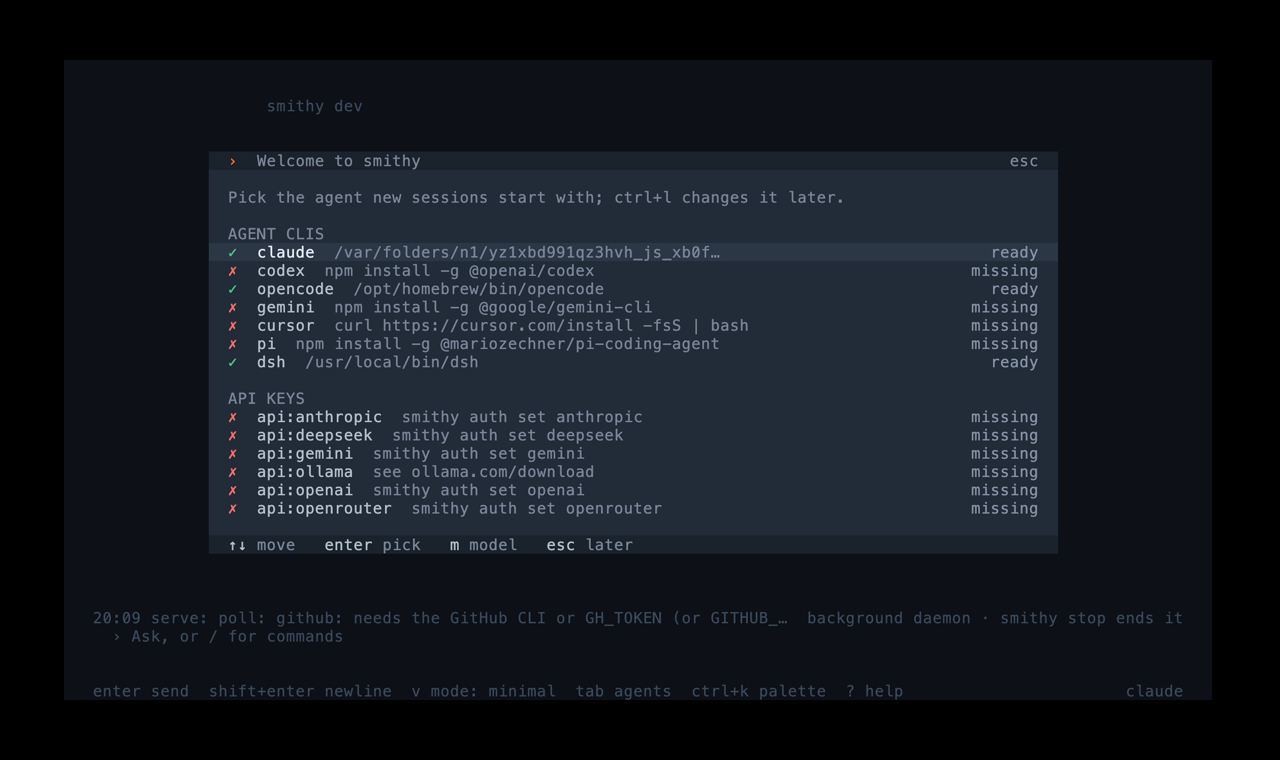 smithy dev
› Welcome to smithy esc
Pick the agent new sessions start with; ctrl+l changes it later.
AGENT CLIS
✓ claude /var/folders/n1/yz1xbd991qz3hvh_js_xb0f… ready
✗ codex npm install -g @openai/codex missing
✓ opencode /opt/homebrew/bin/opencode ready
✗ gemini npm install -g @google/gemini-cli missing
✗ cursor curl https://cursor.com/install -fsS | bash missing
✗ pi npm install -g @mariozechner/pi-coding-agent missing
✓ dsh /usr/local/bin/dsh ready
API KEYS
✗ api:anthropic smithy auth set anthropic missing
✗ api:deepseek smithy auth set deepseek missing
✗ api:gemini smithy auth set gemini missing
✗ api:ollama see ollama.com/download missing
✗ api:openai smithy auth set openai missing
✗ api:openrouter smithy auth set openrouter missing
↑↓ move enter pick m model esc later
20:09 serve: poll: github: needs the GitHub CLI or GH_TOKEN (or GITHUB_… background daemon · smithy stop ends it
› Ask, or / for commands
enter send shift+enter newline v mode: minimal tab agents ctrl+k palette ? help claude